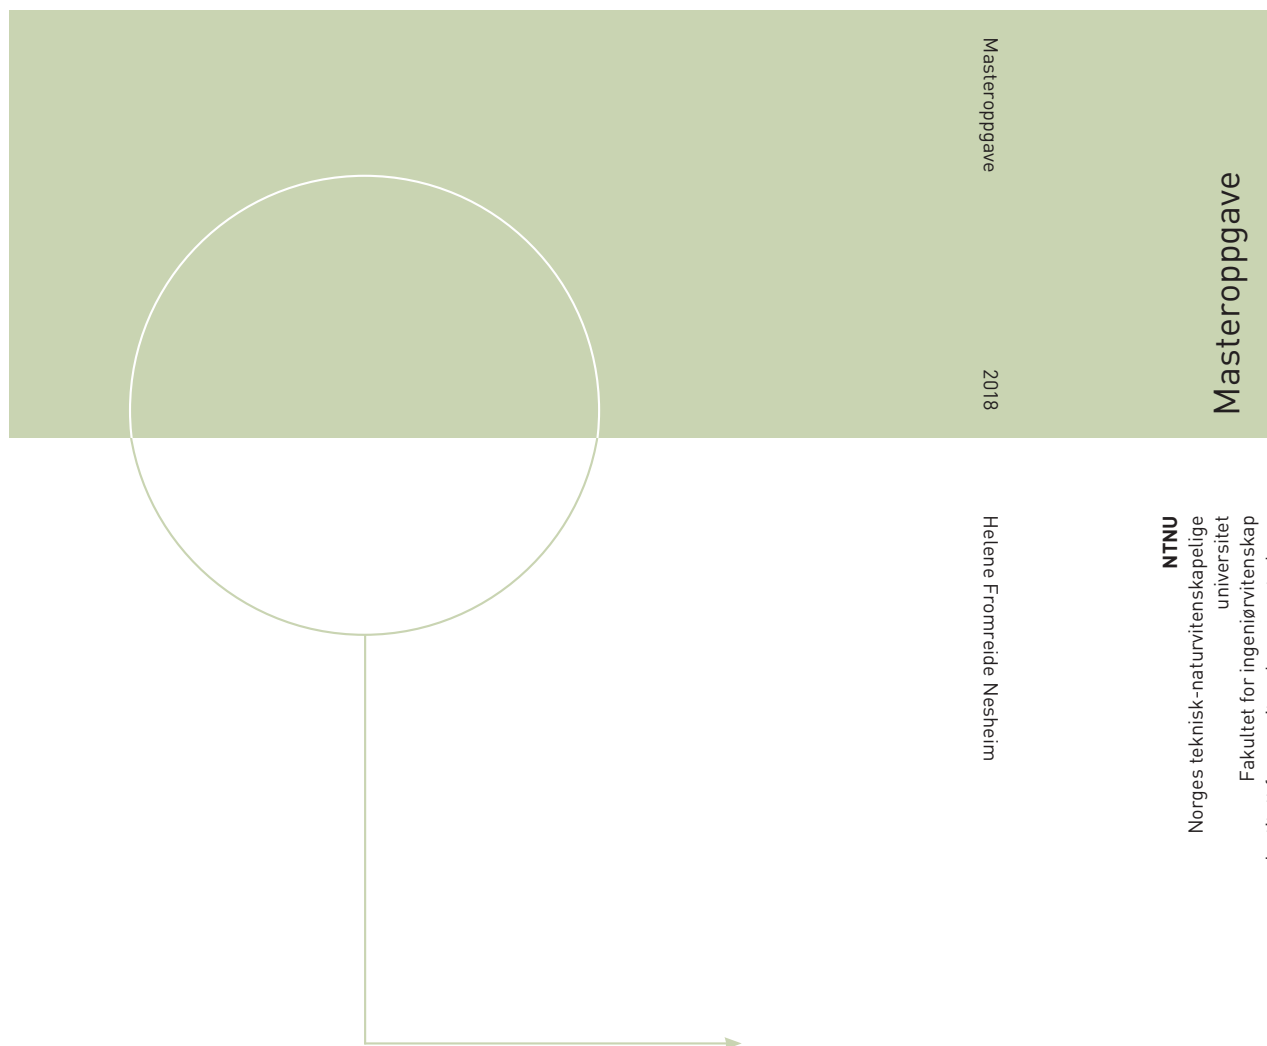 Masteroppgave
2018
Helene Fromreide Nesheim
Masteroppgave
NTNU
Norges teknisk-naturvitenskapelige
universitet
Fakultet for ingeniørvitenskap